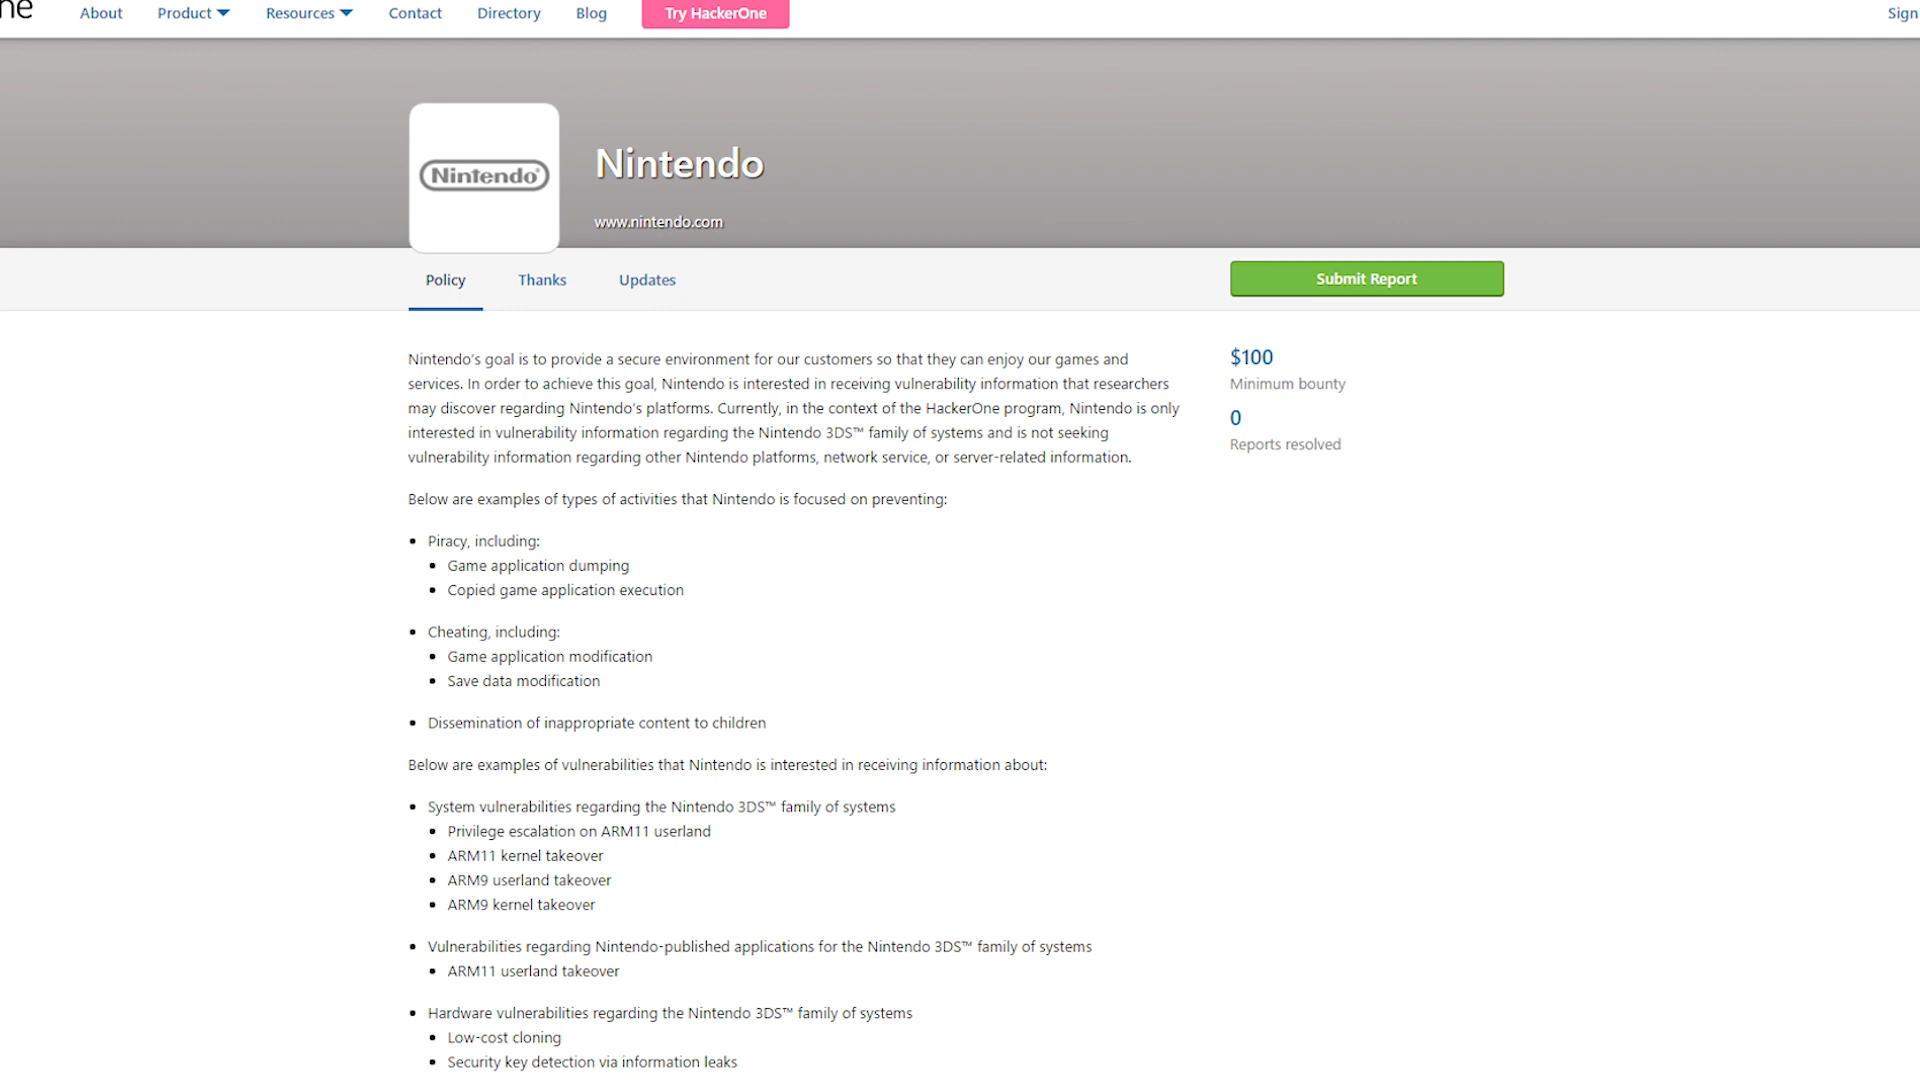 ne About Product Resources Contact Directory Blog Try HackerOne Sign
Nintendo
Nintendo
www.nintendo.com
Policy Thanks Updates Submit Report
Nintendo's goal is to provide a secure environment for our customers so that they can enjoy our games and
services. In order to achieve this goal, Nintendo is interested in receiving vulnerability information that researchers
may discover regarding Nintendo's platforms. Currently, in the context of the HackerOne program, Nintendo is only
interested in vulnerability information regarding the Nintendo 3DS™ family of systems and is not seeking
vulnerability information regarding other Nintendo platforms, network service, or server-related information.
$100
Minimum bounty
0
Reports resolved
Below are examples of types of activities that Nintendo is focused on preventing:
• Piracy, including:
• Game application dumping
• Copied game application execution
• Cheating, including:
• Game application modification
• Save data modification
• Dissemination of inappropriate content to children
Below are examples of vulnerabilities that Nintendo is interested in receiving information about:
• System vulnerabilities regarding the Nintendo 3DS™ family of systems
• Privilege escalation on ARM11 userland
• ARM11 kernel takeover
• ARM9 userland takeover
• ARM9 kernel takeover
• Vulnerabilities regarding Nintendo-published applications for the Nintendo 3DS™ family of systems
• ARM11 userland takeover
• Hardware vulnerabilities regarding the Nintendo 3DS™ family of systems
• Low-cost cloning
• Security key detection via information leaks